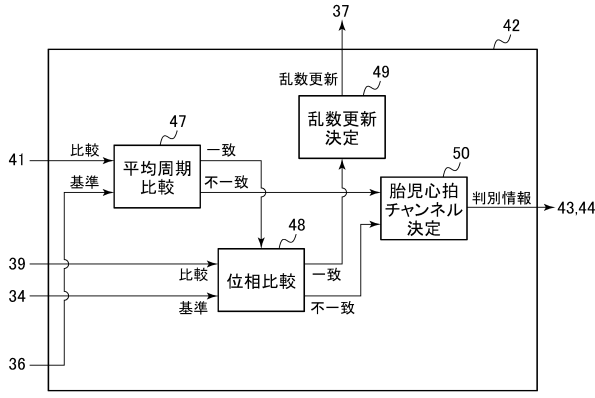 37
42
乱数更新
49
乱数更新
決定
47
41
比較
平均周期
比較
一致
基準
不一致
50
胎児心拍
チャンネル
決定
判別情報
43,44
48
39
比較
位相比較
一致
34
基準
不一致
36